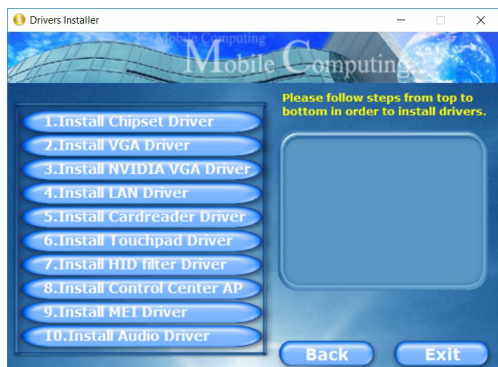 Drivers Installer
Mobile Computing
Mobile Computing
Please follow steps from top to
bottom in order to install drivers.
1.Install Chipset Driver
2.Install VGA Driver
3.Install NVIDIA VGA Driver
4.Install LAN Driver
5.Install Cardreader Driver
6.Install Touchpad Driver
7.Install HID filter Driver
8.Install Control Center AP
9.Install MEI Driver
10.Install Audio Driver
Back
Exit